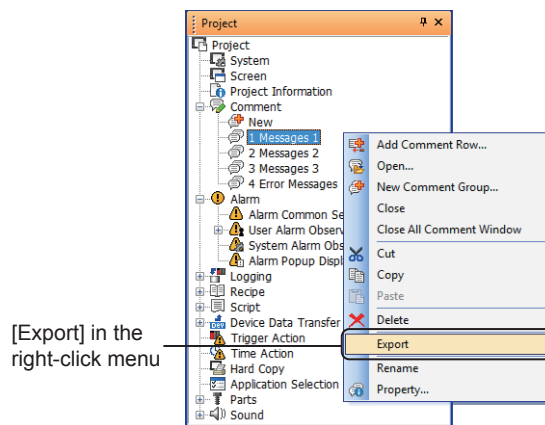 Project
Project
System
Screen
Project Information
Comment
New
1 Messages 1
2 Messages 2
3 Messages 3
4 Error Messages
Alarm
Alarm Common Se
User Alarm Observ
System Alarm Obs
Alarm Popup Displ
Logging
Recipe
Script
Device Data Transfer
Trigger Action
Time Action
Hard Copy
Application Selection
Parts
Sound
Add Comment Row...
Open...
New Comment Group...
Close
Close All Comment Window
Cut
Copy
Paste
Delete
Export
Rename
Property...
[Export] in the
right-click menu